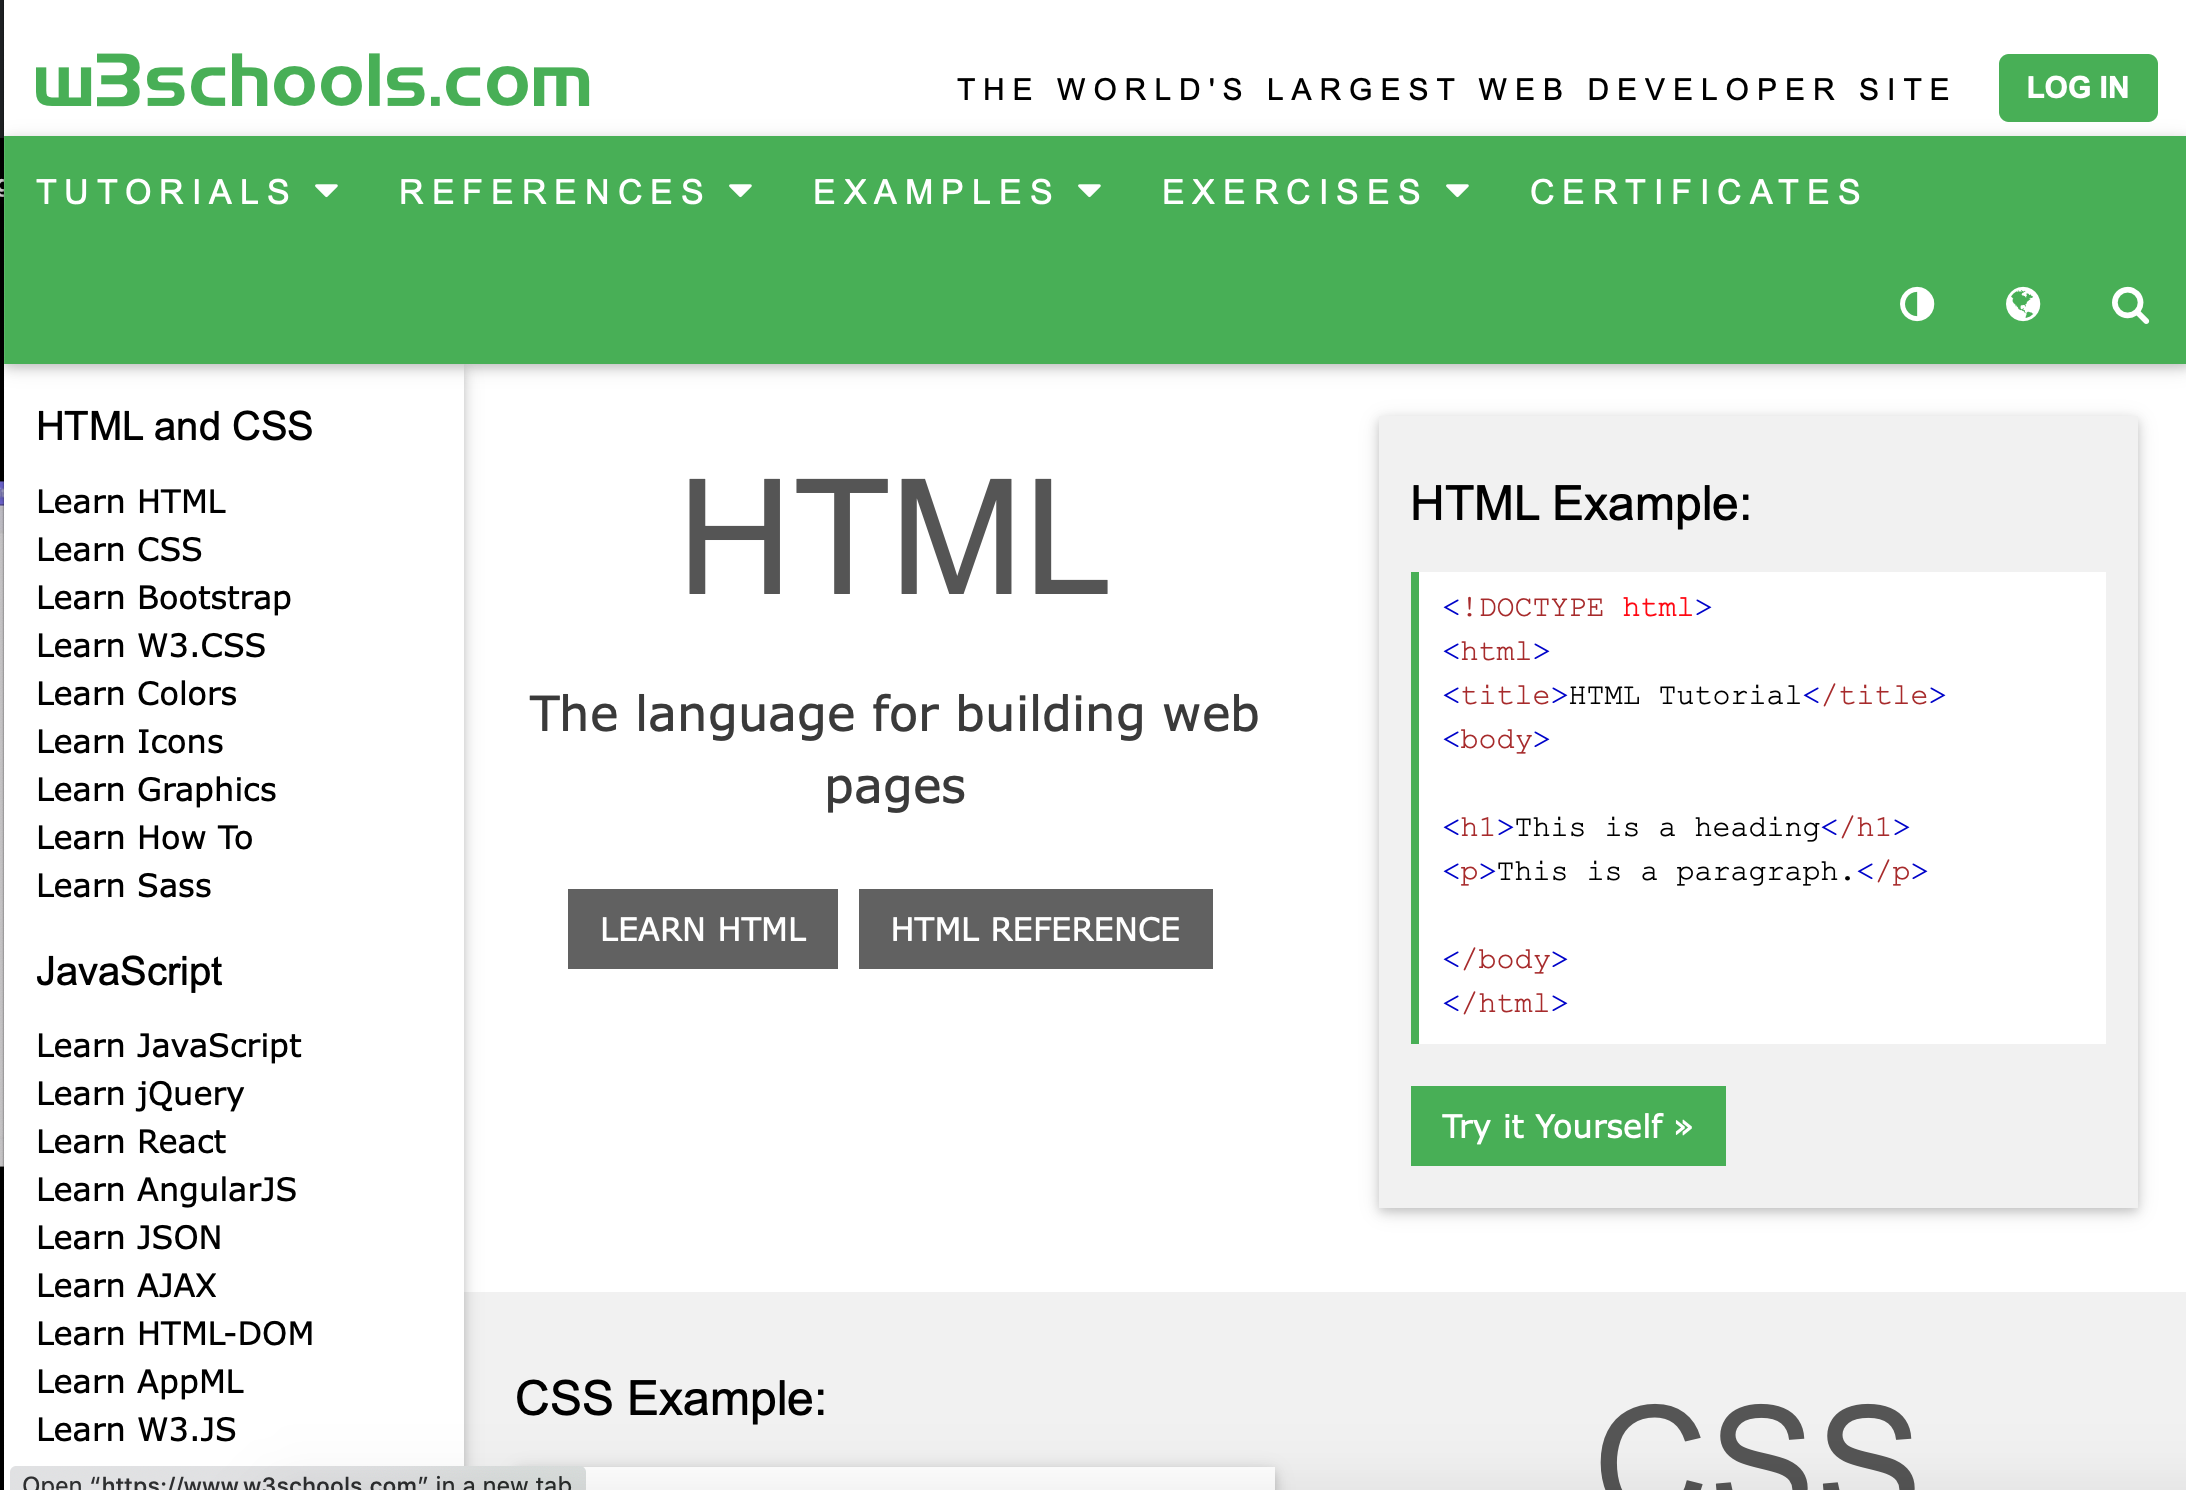 w3schools.com
THE WORLD'S LARGEST WEB DEVELOPER SITE
LOG IN
TUTORIALS REFERENCES EXAMPLES EXERCISES CERTIFICATES
HTML and CSS
Learn HTML
Learn CSS
Learn Bootstrap
Learn W3.CSS
Learn Colors
Learn Icons
Learn Graphics
Learn How To
Learn Sass
JavaScript
Learn JavaScript
Learn jQuery
Learn React
Learn AngularJS
Learn JSON
Learn AJAX
Learn HTML-DOM
Learn AppML
Learn W3.JS
HTML
The language for building web
pages
LEARN HTML
HTML REFERENCE
HTML Example:
<!DOCTYPE html>
<html>
<title>HTML Tutorial</title>
<body>
<h1>This is a heading</h1>
<p>This is a paragraph.</p>
</body>
</html>
Try it Yourself »
CSS Example:
CSS
Open “https://www.w3schools.com” in a new tab